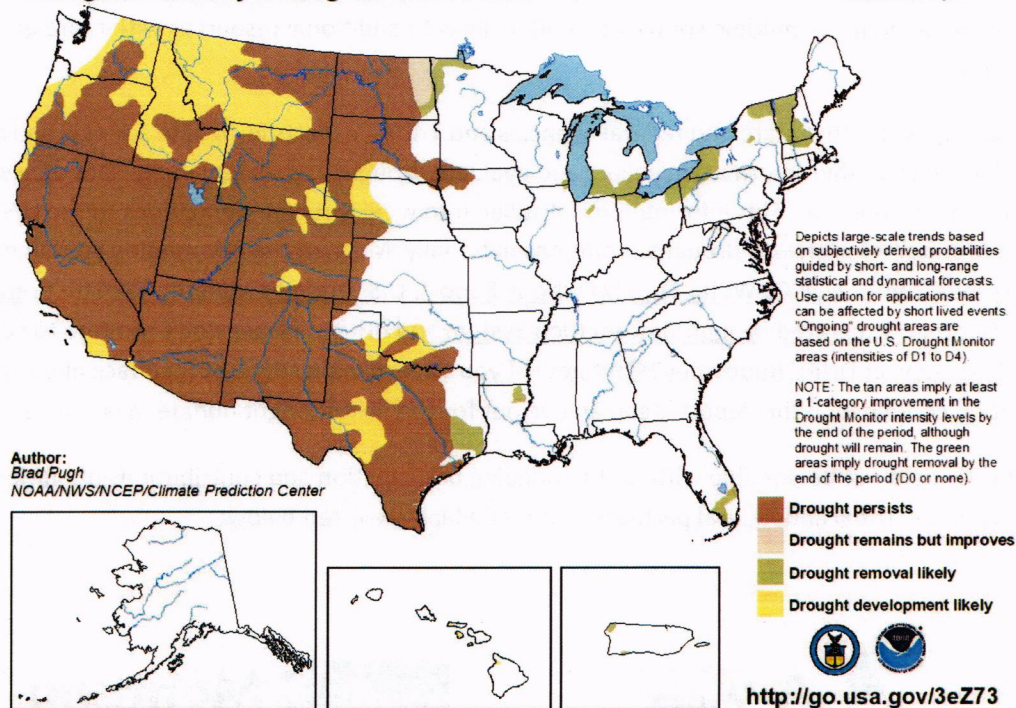 Depicts large-scale trends based
on subjectively derived probabilities
guided by short- and long-range
statistical and dynamical forecasts.
Use caution for applications that
can be affected by short lived events.
"Ongoing" drought areas are
based on the U.S. Drought Monitor
areas (intensities of D1 to D4).
NOTE: The tan areas imply at least
a 1-category improvement in the
Drought Monitor intensity levels by
the end of the period, although
drought will remain. The green
areas imply drought removal by the
end of the period (D0 or none).
Author:
Brad Pugh
NOAA/NWS/NCEP/Climate Prediction Center
Drought persists
Drought remains but improves
Drought removal likely
Drought development likely
http://go.usa.gov/3eZ73